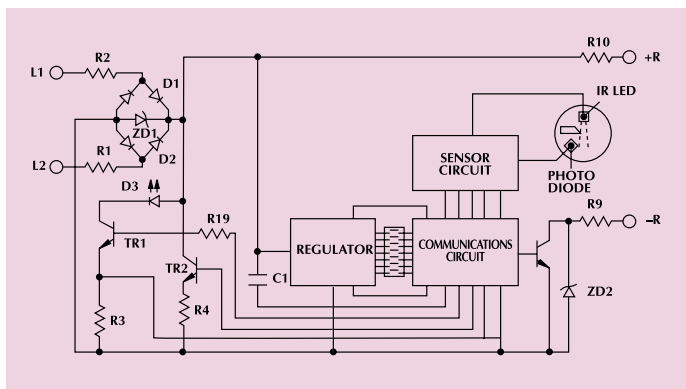 R10
+R
R2
L1
D1
IR LED
ZD1
L2
R1
D2
SENSOR
CIRCUIT
PHOTO
DIODE
D3
R9
–R
R19
TR1
REGULATOR
COMMUNICATIONS
CIRCUIT
TR2
C1
ZD2
R3
R4